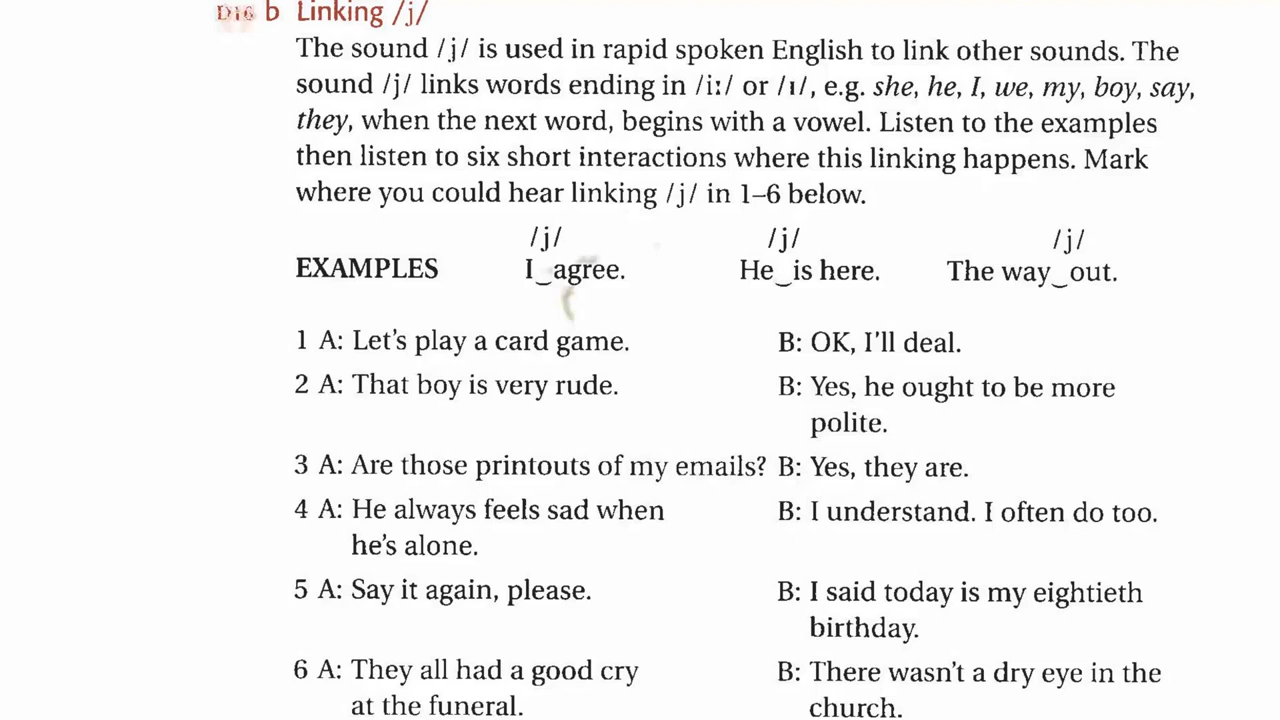 D16 b Linking /j/
The sound /j/ is used in rapid spoken English to link other sounds. The
sound /j/ links words ending in /iː/ or /ɪ/, e.g. she, he, I, we, my, boy, say,
they, when the next word, begins with a vowel. Listen to the examples
then listen to six short interactions where this linking happens. Mark
where you could hear linking /j/ in 1–6 below.
/j/ /j/ /j/
EXAMPLES I‿agree. He‿is here. The way‿out.
1 A: Let's play a card game. B: OK, I'll deal.
2 A: That boy is very rude. B: Yes, he ought to be more
polite.
3 A: Are those printouts of my emails? B: Yes, they are.
4 A: He always feels sad when B: I understand. I often do too.
he's alone.
5 A: Say it again, please. B: I said today is my eightieth
birthday.
6 A: They all had a good cry B: There wasn't a dry eye in the
at the funeral. church.